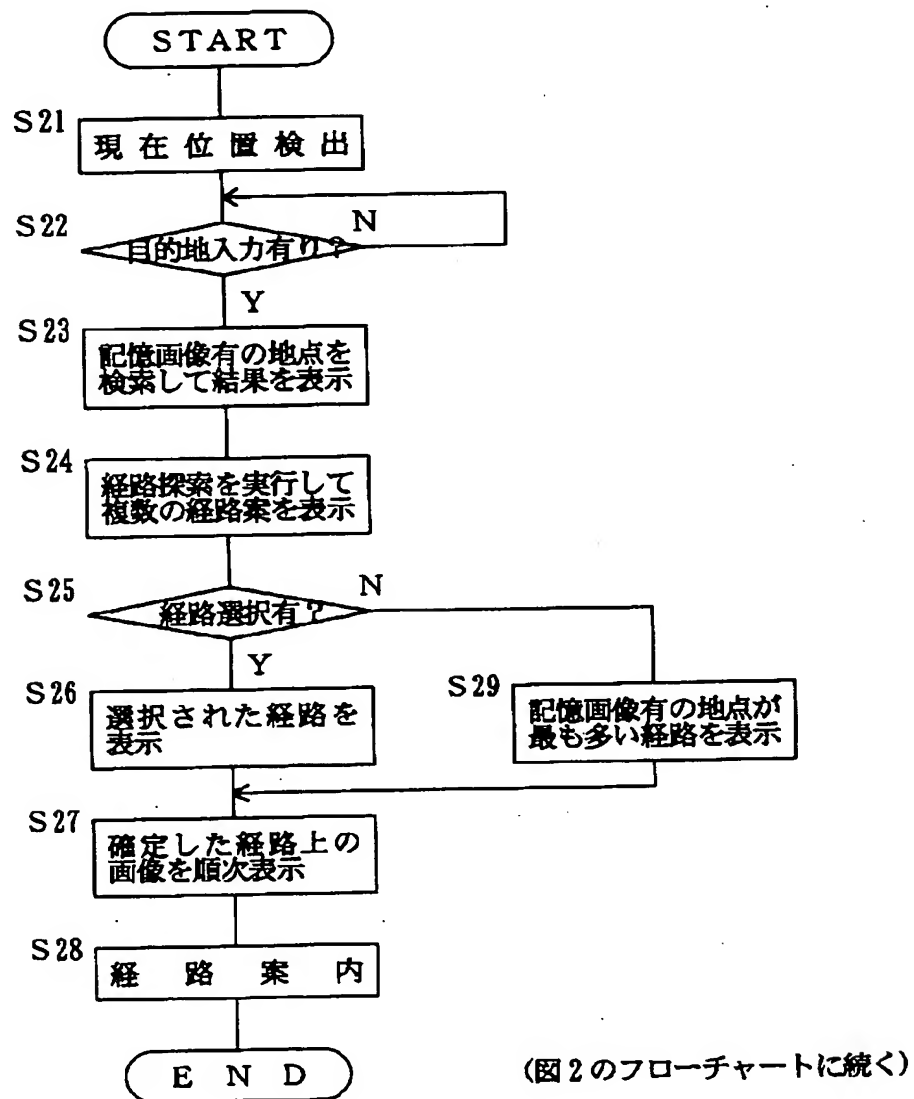 START
S21
現在位置検出
S22
目的地入力有り?
N
Y
S23
記憶画像有の地点を
検索して結果を表示
S24
経路探索を実行して
複数の経路案を表示
S25
経路選択有?
N
Y
S26
選択された経路を
表示
S29
記憶画像有の地点が
最も多い経路を表示
S27
確定した経路上の
画像を順次表示
S28
経路案内
END
(図2のフローチャートに続く)